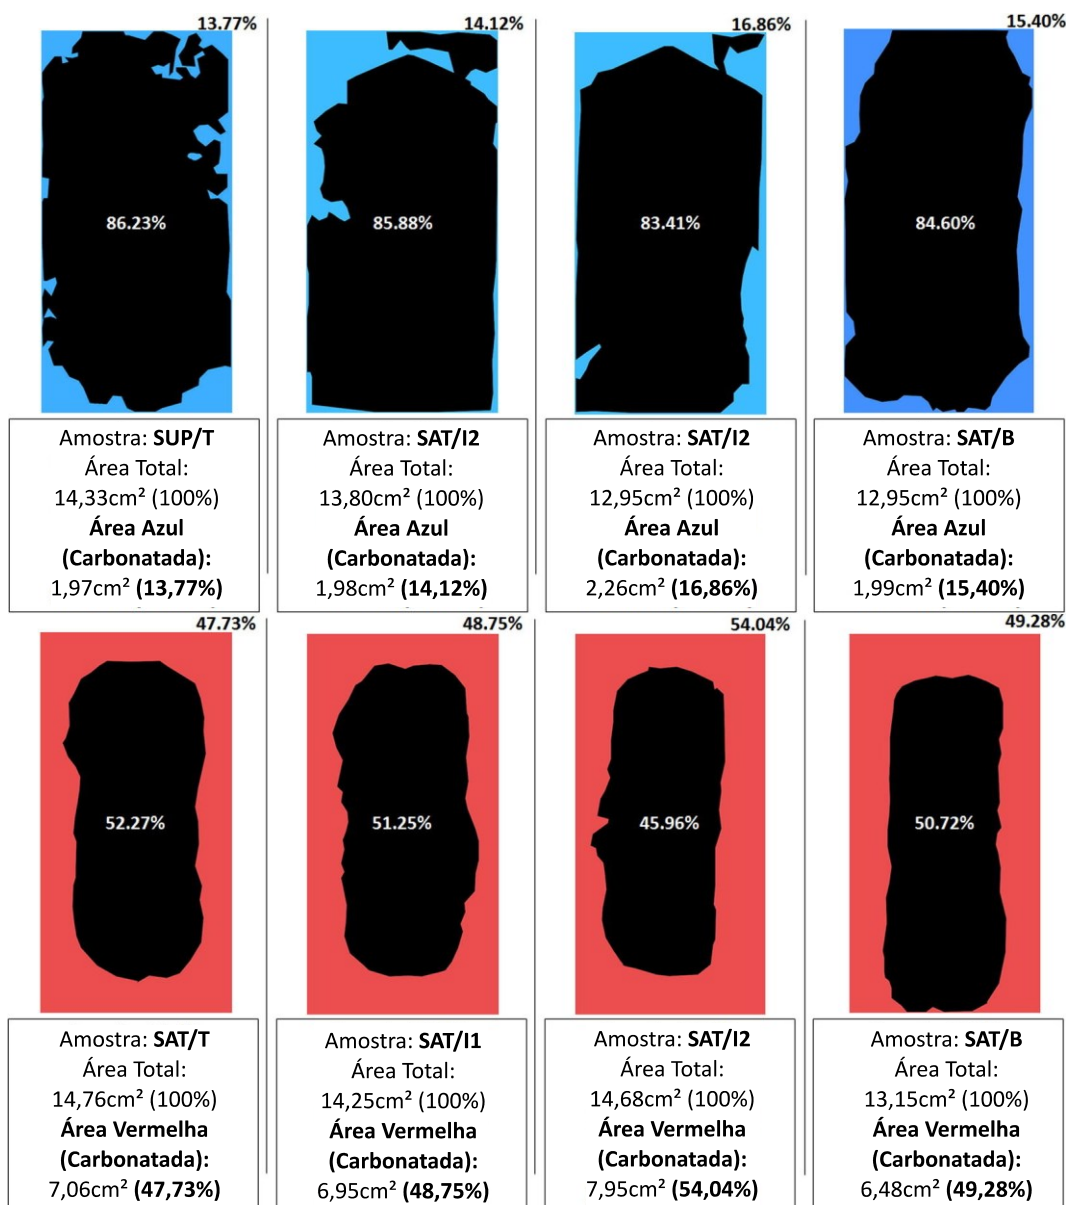 13.77%
86.23%
Amostra: SUP/T
Área Total:
14,33cm² (100%)
Área Azul
(Carbonatada):
1,97cm² (13,77%)
14.12%
85.88%
Amostra: SAT/I2
Área Total:
13,80cm² (100%)
Área Azul
(Carbonatada):
1,98cm² (14,12%)
16.86%
83.41%
Amostra: SAT/I2
Área Total:
12,95cm² (100%)
Área Azul
(Carbonatada):
2,26cm² (16,86%)
15.40%
84.60%
Amostra: SAT/B
Área Total:
12,95cm² (100%)
Área Azul
(Carbonatada):
1,99cm² (15,40%)
47.73%
52.27%
Amostra: SAT/T
Área Total:
14,76cm² (100%)
Área Vermelha
(Carbonatada):
7,06cm² (47,73%)
48.75%
51.25%
Amostra: SAT/I1
Área Total:
14,25cm² (100%)
Área Vermelha
(Carbonatada):
6,95cm² (48,75%)
54.04%
45.96%
Amostra: SAT/I2
Área Total:
14,68cm² (100%)
Área Vermelha
(Carbonatada):
7,95cm² (54,04%)
49.28%
50.72%
Amostra: SAT/B
Área Total:
13,15cm² (100%)
Área Vermelha
(Carbonatada):
6,48cm² (49,28%)